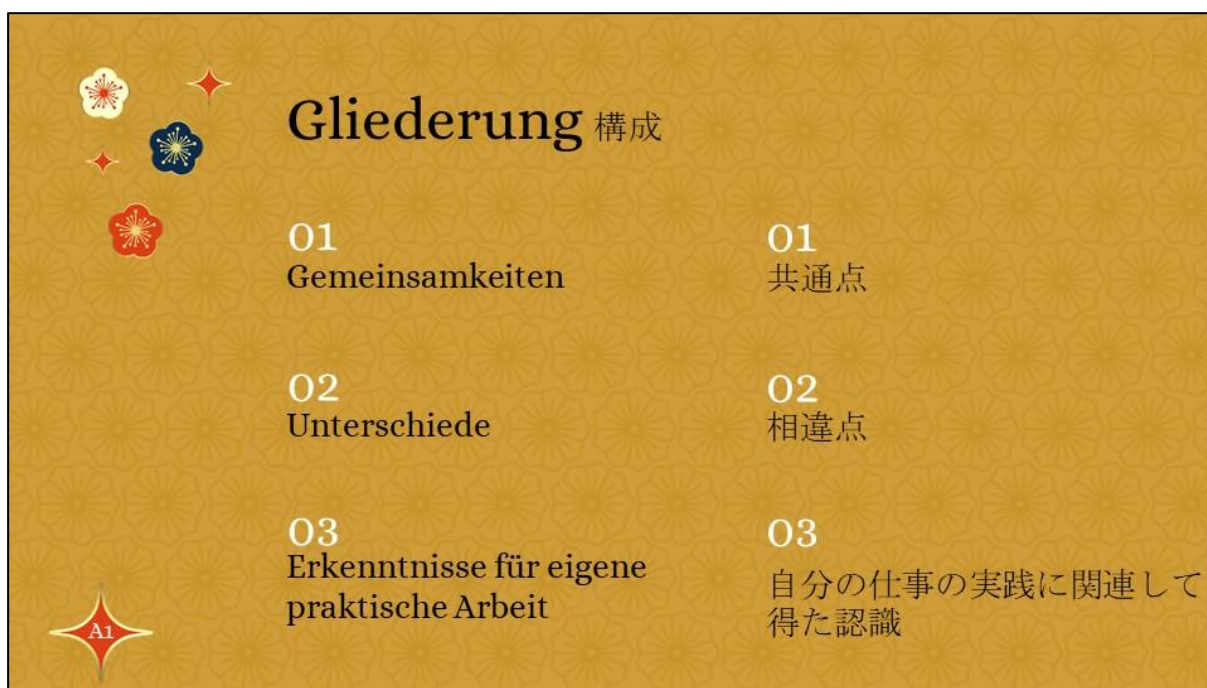 Gliederung 構成
01
Gemeinsamkeiten
02
Unterschiede
03
Erkenntnisse für eigene
praktische Arbeit
01
共通点
02
相違点
03
自分の仕事の実践に関連して
得た認識
A1